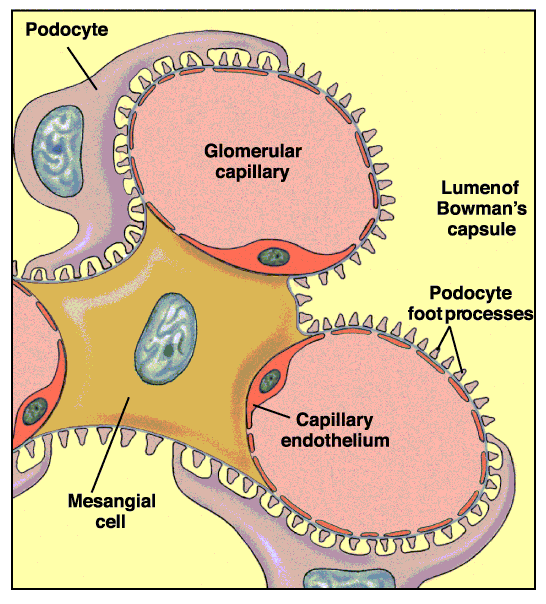 Podocyte
Glomerular
capillary
Lumenof
Bowman's
capsule
Podocyte
foot processes
Capillary
endothelium
Mesangial
cell